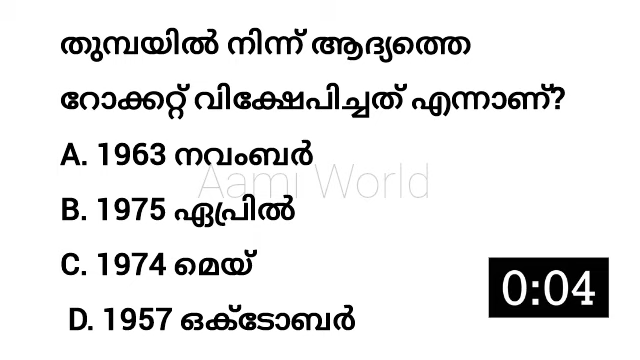 തുമ്പയിൽ നിന്ന് ആദ്യത്തെ
റോക്കറ്റ് വിക്ഷേപിച്ചത് എന്നാണ്?
A. 1963 നവംബർ
Aami World
B. 1975 ഏപ്രിൽ
C. 1974 മെയ്
0:04
D. 1957 ഒക്ടോബർ